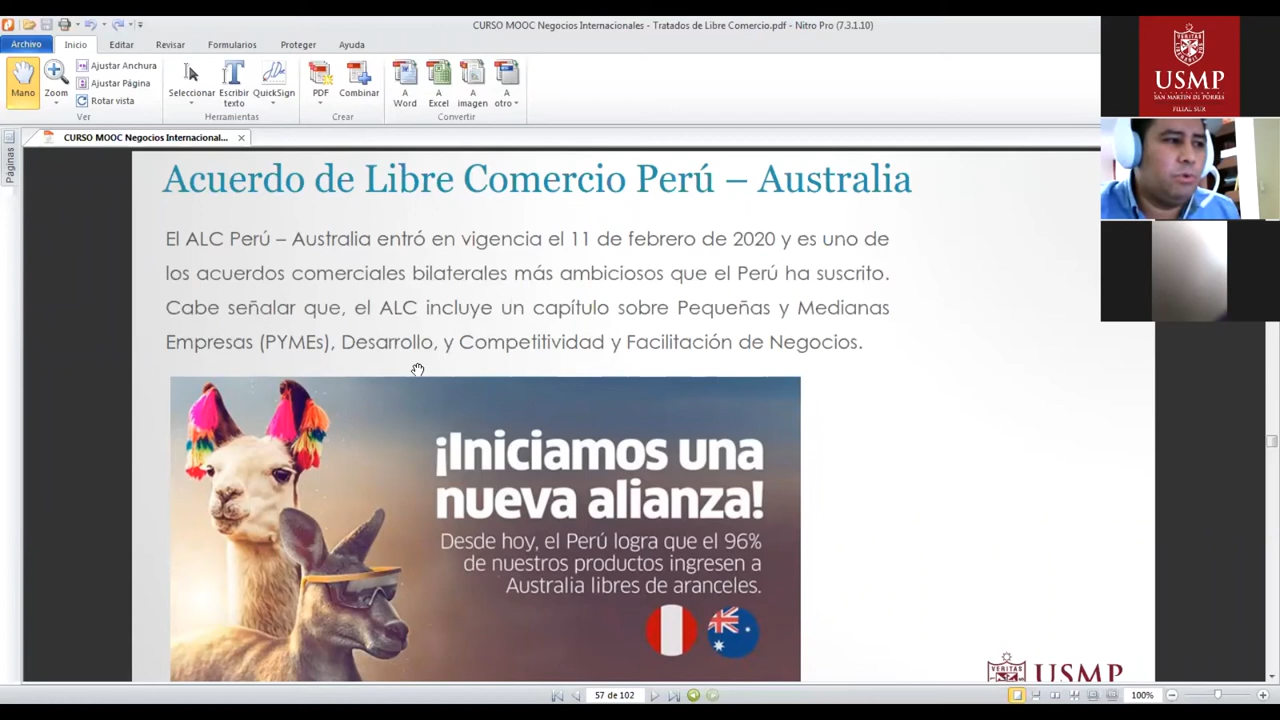 CURSO MOOC Negocios Internacionales - Tratados de Libre Comercio.pdf - Nitro Pro (7.3.1.10)
Archivo Inicio Editar Revisar Formularios Proteger Ayuda
Mano
Zoom
Ajustar Anchura
Ajustar Página
Rotar vista
Ver
Seleccionar
Escribir texto
QuickSign
Herramientas
PDF
Combinar
Crear
A Word
A Excel
A imagen
A otro
Convertir
CURSO MOOC Negocios Internacional...
Páginas
Acuerdo de Libre Comercio Perú – Australia
El ALC Perú – Australia entró en vigencia el 11 de febrero de 2020 y es uno de
los acuerdos comerciales bilaterales más ambiciosos que el Perú ha suscrito.
Cabe señalar que, el ALC incluye un capítulo sobre Pequeñas y Medianas
Empresas (PYMEs), Desarrollo, y Competitividad y Facilitación de Negocios.
¡Iniciamos una
nueva alianza!
Desde hoy, el Perú logra que el 96%
de nuestros productos ingresen a
Australia libres de aranceles.
VERITAS
USMP
57 de 102
100%
VERITAS
USMP
SAN MARTIN DE PORRES
FILIAL SUR